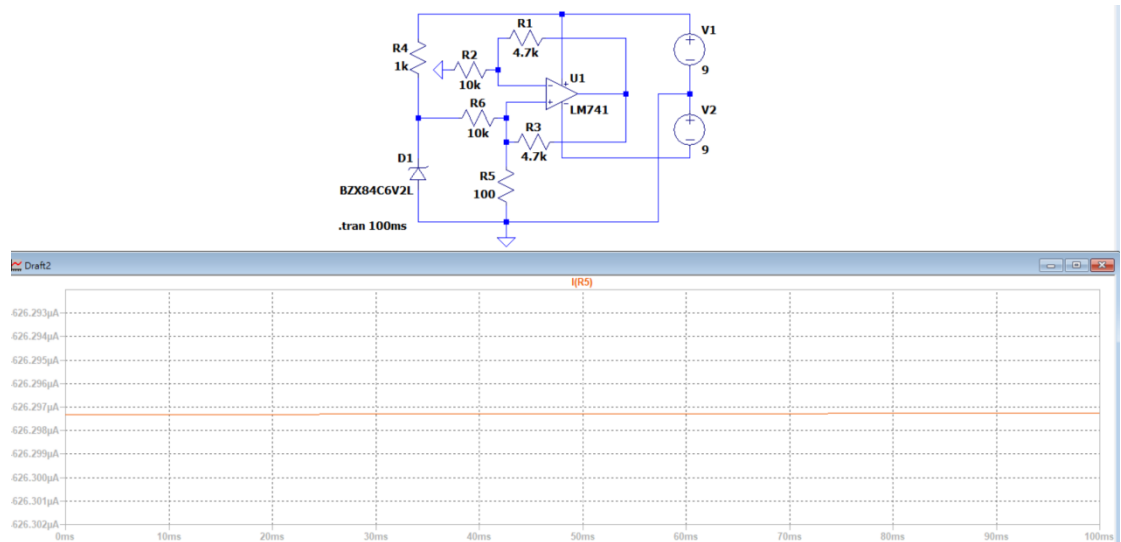 R1
4.7k
V1
9
R4
1k
R2
10k
U1
LM741
R6
10k
V2
9
R3
4.7k
D1
BZX84C6V2L
R5
100
.tran 100ms
Draft2
I(R5)
626.293µA
626.294µA
626.295µA
626.296µA
626.297µA
626.298µA
626.299µA
626.300µA
626.301µA
626.302µA
0ms 10ms 20ms 30ms 40ms 50ms 60ms 70ms 80ms 90ms 100ms